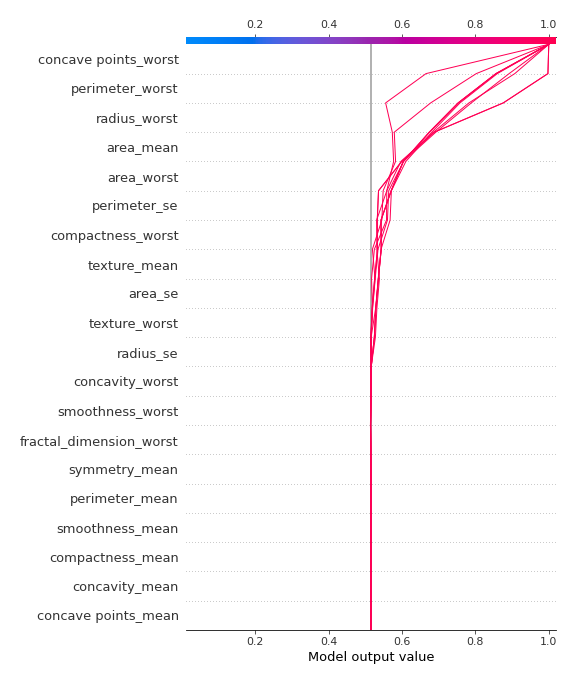 0.2 0.4 0.6 0.8 1.0
concave points_worst
perimeter_worst
radius_worst
area_mean
area_worst
perimeter_se
compactness_worst
texture_mean
area_se
texture_worst
radius_se
concavity_worst
smoothness_worst
fractal_dimension_worst
symmetry_mean
perimeter_mean
smoothness_mean
compactness_mean
concavity_mean
concave points_mean
0.2 0.4 0.6 0.8 1.0
Model output value